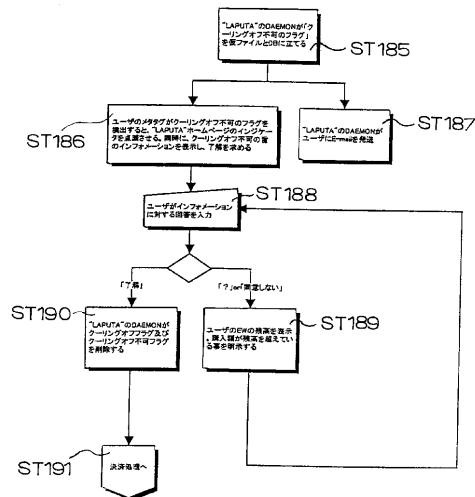 "LAPUTA"のDAEMONが「ク
ーリングオフ不可のフラグ」
を仮ファイルとDBに立てる
ST185
ST186
ユーザのメタタグがクーリングオフ不可のフラグを
検出すると、"LAPUTA"ホームページのインジケー
タを点滅させる。同時に、クーリングオフ不可の旨
のインフォメーションを表示し、了解を求める
"LAPUTA"のDAEMONが
ユーザにE-mailを発送
ST187
ST188
ユーザがインフォメーション
に対する回答を入力
「了解」
「?」or「同意しない」
ST190
"LAPUTA"のDAEMONが
クーリングオフフラグ及び
クーリングオフ不可フラグ
を削除する
ユーザのEWの残高を表示
、購入額が残高を超えてい
る事を明示する
ST189
ST191
決済処理へ